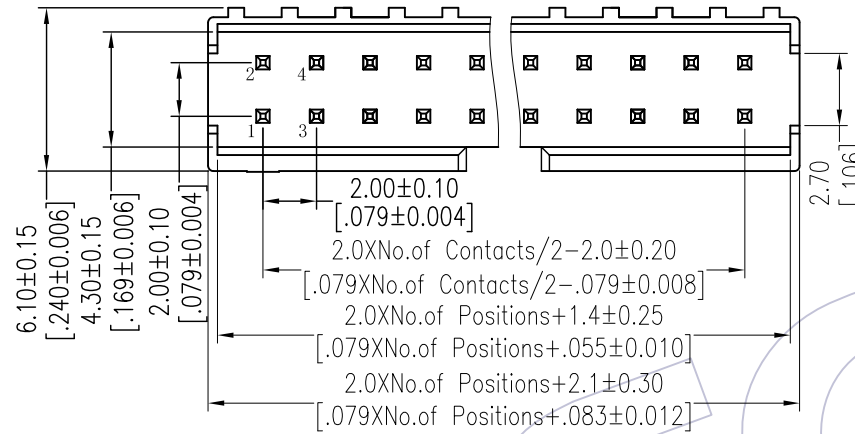 2 4
1 3
2.00±0.10
[.079±0.004]
2.0XNo.of Contacts/2-2.0±0.20
[.079XNo.of Contacts/2-.079±0.008]
2.0XNo.of Positions+1.4±0.25
[.079XNo.of Positions+.055±0.010]
2.0XNo.of Positions+2.1±0.30
[.079XNo.of Positions+.083±0.012]
6.10±0.15
[.240±0.006]
4.30±0.15
[.169±0.006]
2.00±0.10
[.079±0.004]
2.70
[.106]